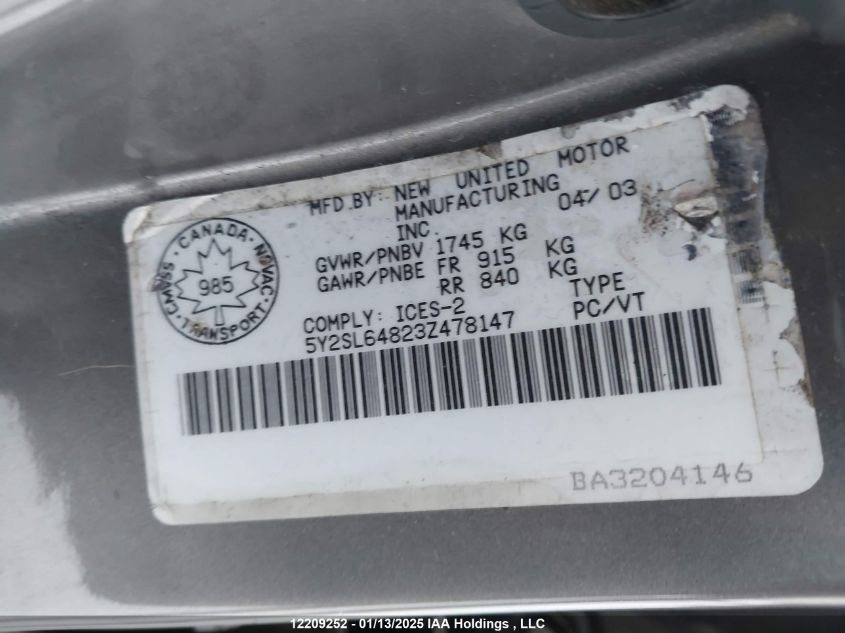 MFD.BY: NEW UNITED MOTOR
MANUFACTURING
INC. 04/03
GVWR/PNBV 1745 KG
GAWR/PNBE FR 915 KG
RR 840 KG
COMPLY: ICES-2 TYPE
5Y2SL64823Z478147 PC/VT
CANADA
CMVSS • NSVAC
985
TRANSPORT
BA3204146
12209252 - 01/13/2025 IAA Holdings , LLC